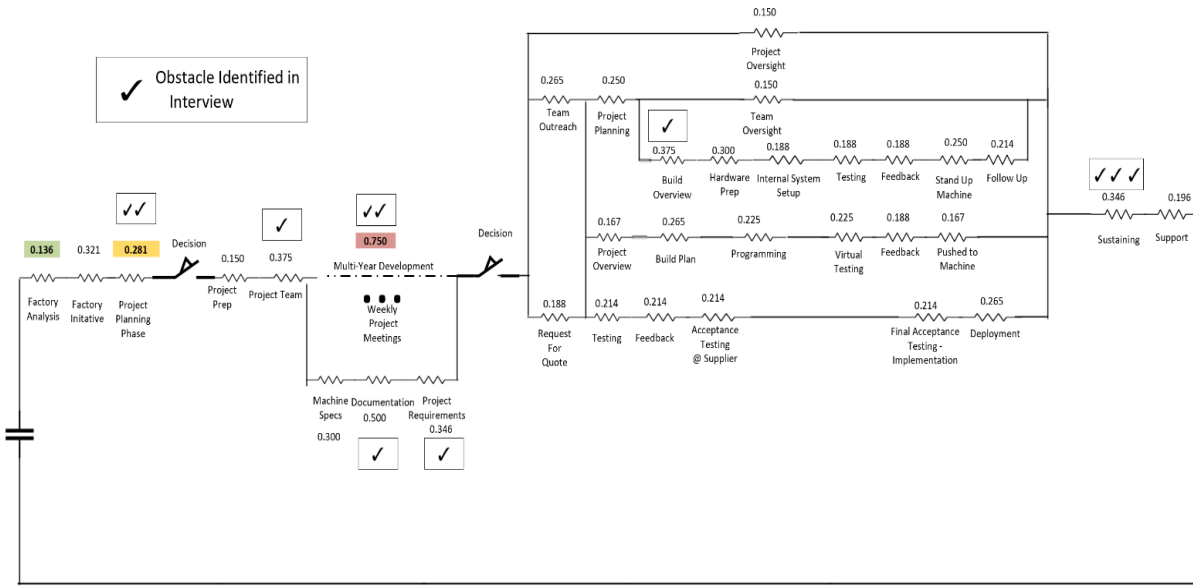 ✓ Obstacle Identified in
Interview
0.150
Project
Oversight
0.265
Team
Outreach
0.250
Project
Planning
0.150
Team
Oversight
✓
0.375
Build
Overview
0.300
Hardware
Prep
0.188
Internal System
Setup
0.188
Testing
0.188
Feedback
0.250
Stand Up
Machine
0.214
Follow Up
✓✓✓
0.346
Sustaining
0.196
Support
✓✓
0.136
Factory
Analysis
0.321
Factory
Initative
0.281
Project
Planning
Phase
Decision
0.150
Project
Prep
✓
0.375
Project Team
✓✓
0.750
Multi-Year Development
Weekly
Project
Meetings
Decision
0.167
Project
Overview
0.265
Build Plan
0.225
Programming
0.225
Virtual
Testing
0.188
Feedback
0.167
Pushed to
Machine
0.188
Request
For
Quote
0.214
Testing
0.214
Feedback
0.214
Acceptance
Testing
@ Supplier
0.214
Final Acceptance
Testing -
Implementation
0.265
Deployment
Machine
Specs
0.300
Documentation
0.500
✓
Project
Requirements
0.346
✓